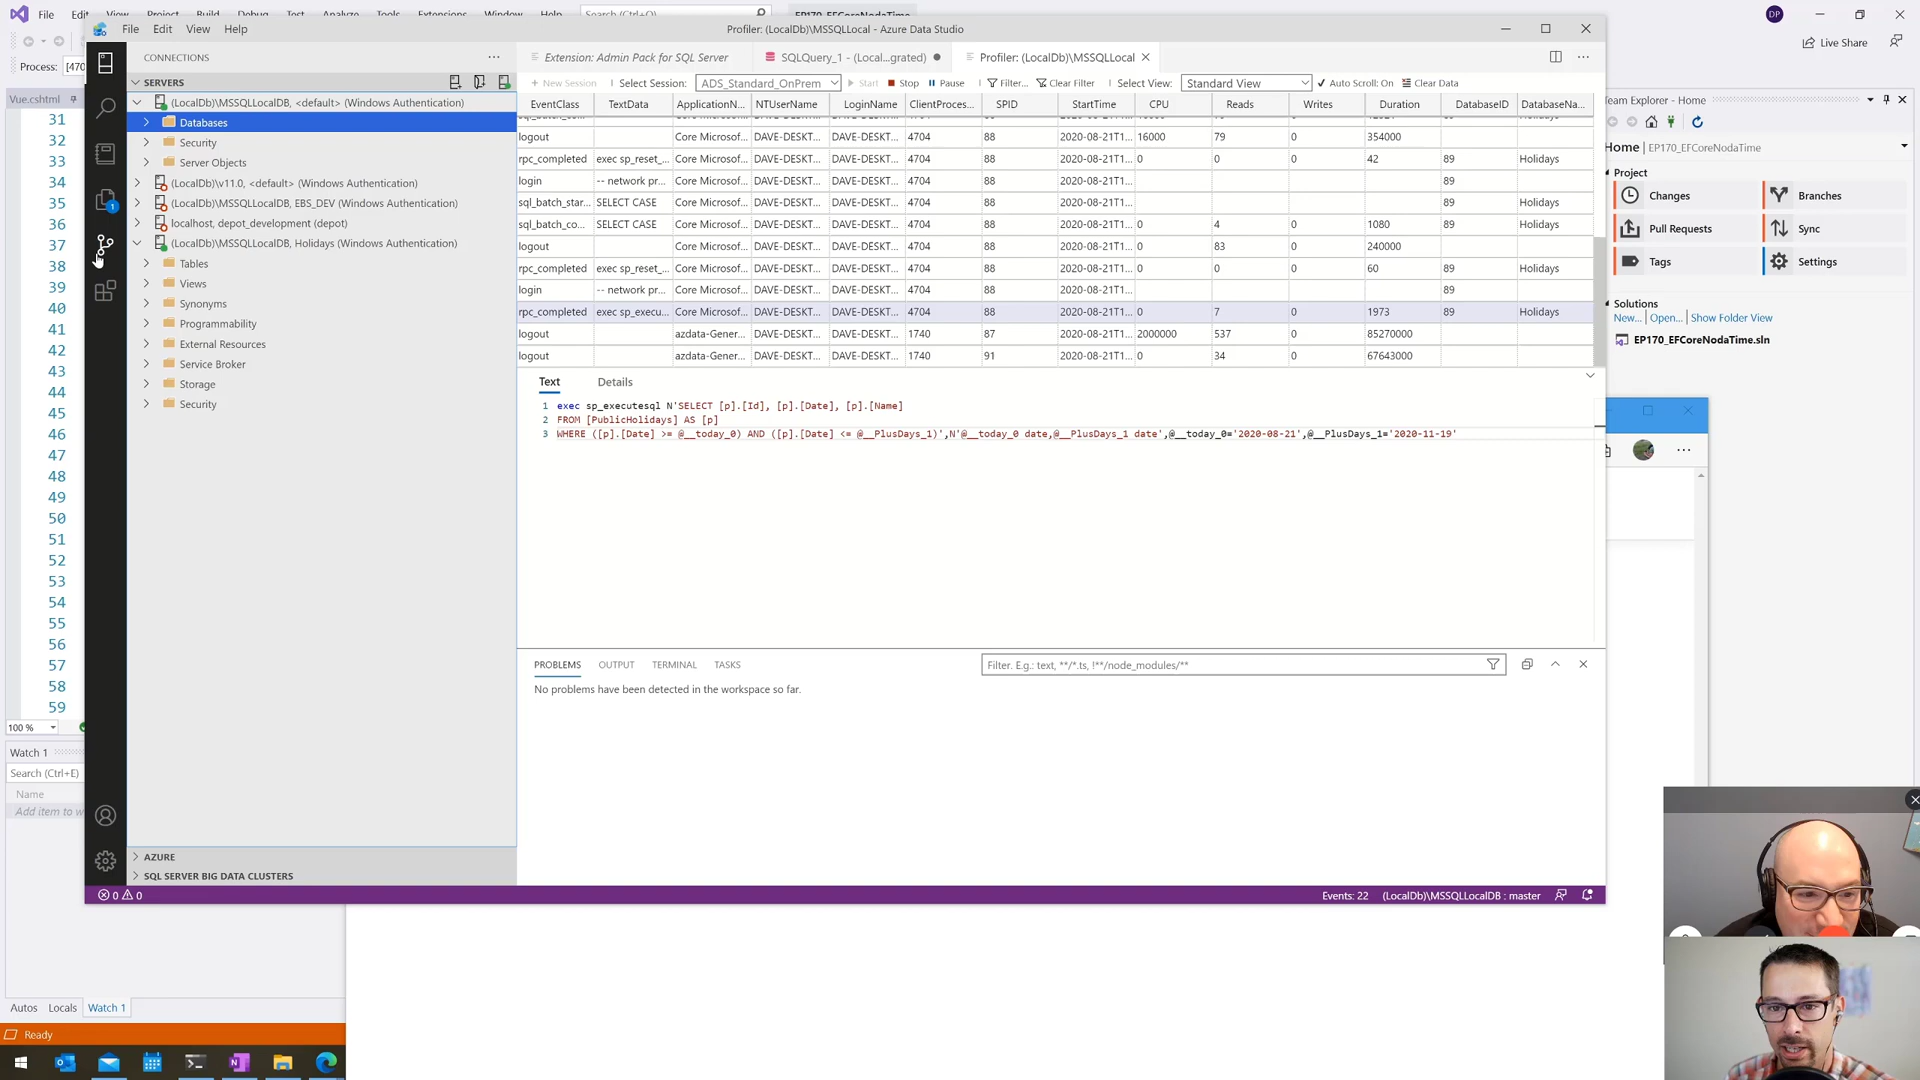 File Edit View Project Build Debug Test Analyze Tools Extensions Window Help Search (Ctrl+Q) EP170_EFCoreNodaTime DP
Process: [470
Live Share
Vue.cshtml
File Edit View Help
Profiler: (LocalDb)\MSSQLLocal - Azure Data Studio
CONNECTIONS
SERVERS
(LocalDb)\MSSQLLocalDB, <default> (Windows Authentication)
Databases
Security
Server Objects
(LocalDb)\v11.0, <default> (Windows Authentication)
(LocalDb)\MSSQLLocalDB, EBS_DEV (Windows Authentication)
localhost, depot_development (depot)
(LocalDb)\MSSQLLocalDB, Holidays (Windows Authentication)
Tables
Views
Synonyms
Programmability
External Resources
Service Broker
Storage
Security
AZURE
SQL SERVER BIG DATA CLUSTERS
1
31
32
33
34
35
36
37
38
39
40
41
42
43
44
45
46
47
48
49
50
51
52
53
54
55
56
57
58
59
100 %
Extension: Admin Pack for SQL Server
SQLQuery_1 - (Local...grated)
Profiler: (LocalDb)\MSSQLLocal
New Session Select Session: ADS_Standard_OnPrem Start Stop Pause Filter... Clear Filter Select View: Standard View Auto Scroll: On Clear Data
EventClass TextData ApplicationN... NTUserName LoginName ClientProces... SPID StartTime CPU Reads Writes Duration DatabaseID DatabaseNa...
logout Core Microsof... DAVE-DESKT... DAVE-DESKT... 4704 88 2020-08-21T1... 16000 79 0 354000
rpc_completed exec sp_reset_... Core Microsof... DAVE-DESKT... DAVE-DESKT... 4704 88 2020-08-21T1... 0 0 0 42 89 Holidays
login -- network pr... Core Microsof... DAVE-DESKT... DAVE-DESKT... 4704 88 2020-08-21T1... 89
sql_batch_star... SELECT CASE Core Microsof... DAVE-DESKT... DAVE-DESKT... 4704 88 2020-08-21T1... 89 Holidays
sql_batch_co... SELECT CASE Core Microsof... DAVE-DESKT... DAVE-DESKT... 4704 88 2020-08-21T1... 0 4 0 1080 89 Holidays
logout Core Microsof... DAVE-DESKT... DAVE-DESKT... 4704 88 2020-08-21T1... 0 83 0 240000
rpc_completed exec sp_reset_... Core Microsof... DAVE-DESKT... DAVE-DESKT... 4704 88 2020-08-21T1... 0 0 0 60 89 Holidays
login -- network pr... Core Microsof... DAVE-DESKT... DAVE-DESKT... 4704 88 2020-08-21T1... 89
rpc_completed exec sp_execu... Core Microsof... DAVE-DESKT... DAVE-DESKT... 4704 88 2020-08-21T1... 0 7 0 1973 89 Holidays
logout azdata-Gener... DAVE-DESKT... DAVE-DESKT... 1740 87 2020-08-21T1... 2000000 537 0 85270000
logout azdata-Gener... DAVE-DESKT... DAVE-DESKT... 1740 91 2020-08-21T1... 0 34 0 67643000
Text Details
1 exec sp_executesql N'SELECT [p].[Id], [p].[Date], [p].[Name]
2 FROM [PublicHolidays] AS [p]
3 WHERE ([p].[Date] >= @__today_0) AND ([p].[Date] <= @__PlusDays_1)',N'@__today_0 date,@__PlusDays_1 date',@__today_0='2020-08-21',@__PlusDays_1='2020-11-19'
PROBLEMS OUTPUT TERMINAL TASKS
Filter. E.g.: text, **/*.ts, !**/node_modules/**
No problems have been detected in the workspace so far.
0 0
Events: 22 (LocalDb)\MSSQLLocalDB : master
Team Explorer - Home
Home | EP170_EFCoreNodaTime
Project
Changes Branches
Pull Requests Sync
Tags Settings
Solutions
New... Open... Show Folder View
EP170_EFCoreNodaTime.sln
Watch 1
Search (Ctrl+E)
Name
Add item to w
Autos Locals Watch 1
Ready